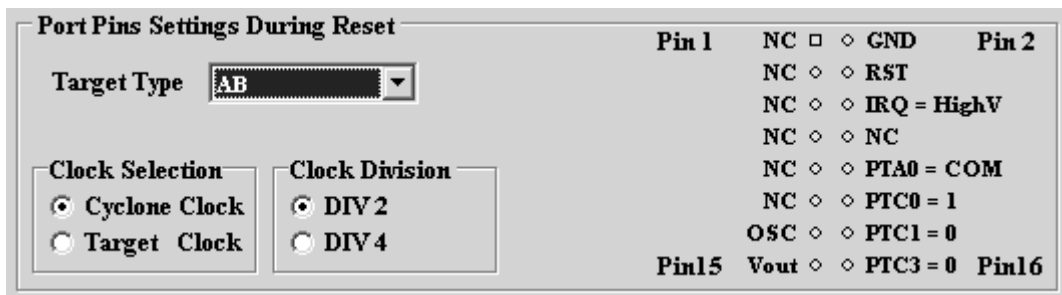 Port Pins Settings During Reset
Target Type AB
Clock Selection
Cyclone Clock
Target Clock
Clock Division
DIV 2
DIV 4
Pin 1 NC GND Pin 2
NC RST
NC IRQ = HighV
NC NC
NC PTA0 = COM
NC PTC0 = 1
OSC PTC1 = 0
Pin15 Vout PTC3 = 0 Pin16